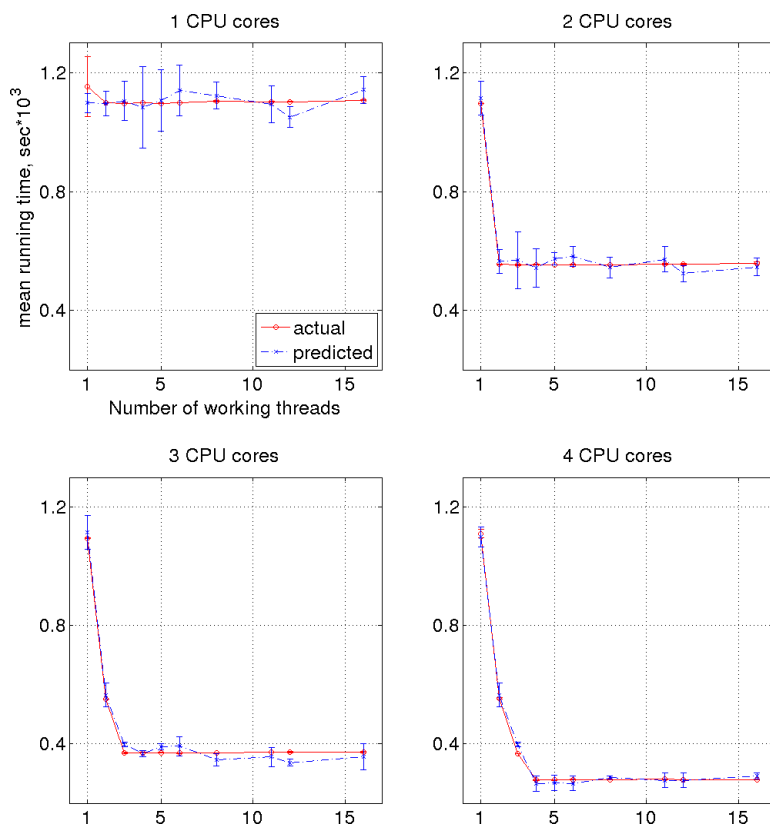 1 CPU cores
2 CPU cores
1.2
0.8
0.4
mean running time, sec*10^3
actual
predicted
1 5 10 15
Number of working threads
1.2
0.8
0.4
1 5 10 15
3 CPU cores
4 CPU cores
1.2
0.8
0.4
1 5 10 15
1.2
0.8
0.4
1 5 10 15